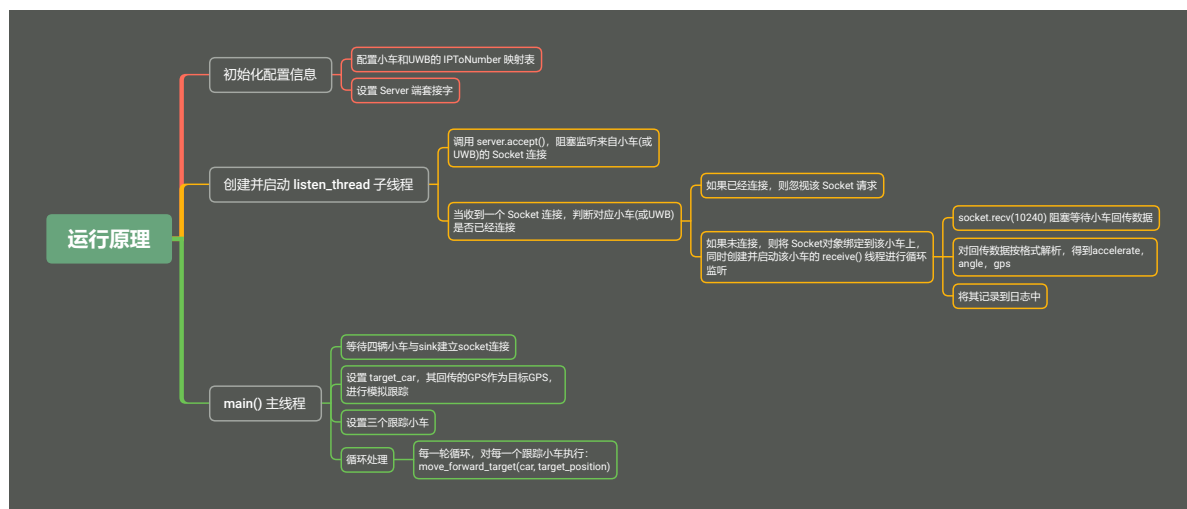 运行原理
初始化配置信息
配置小车和UWB的 IPToNumber 映射表
设置 Server 端套接字
创建并启动 listen_thread 子线程
调用 server.accept()，阻塞监听来自小车(或
UWB)的 Socket 连接
当收到一个 Socket 连接，判断对应小车(或UWB)
是否已经连接
如果已经连接，则忽视该 Socket 请求
如果未连接，则将 Socket对象绑定到该小车上，
同时创建并启动该小车的 receive() 线程进行循环
监听
socket.recv(10240) 阻塞等待小车回传数据
对回传数据按格式解析，得到accelerate，
angle，gps
将其记录到日志中
main() 主线程
等待四辆小车与sink建立socket连接
设置 target_car，其回传的GPS作为目标GPS，
进行模拟跟踪
设置三个跟踪小车
循环处理
每一轮循环，对每一个跟踪小车执行：
move_forward_target(car, target_position)